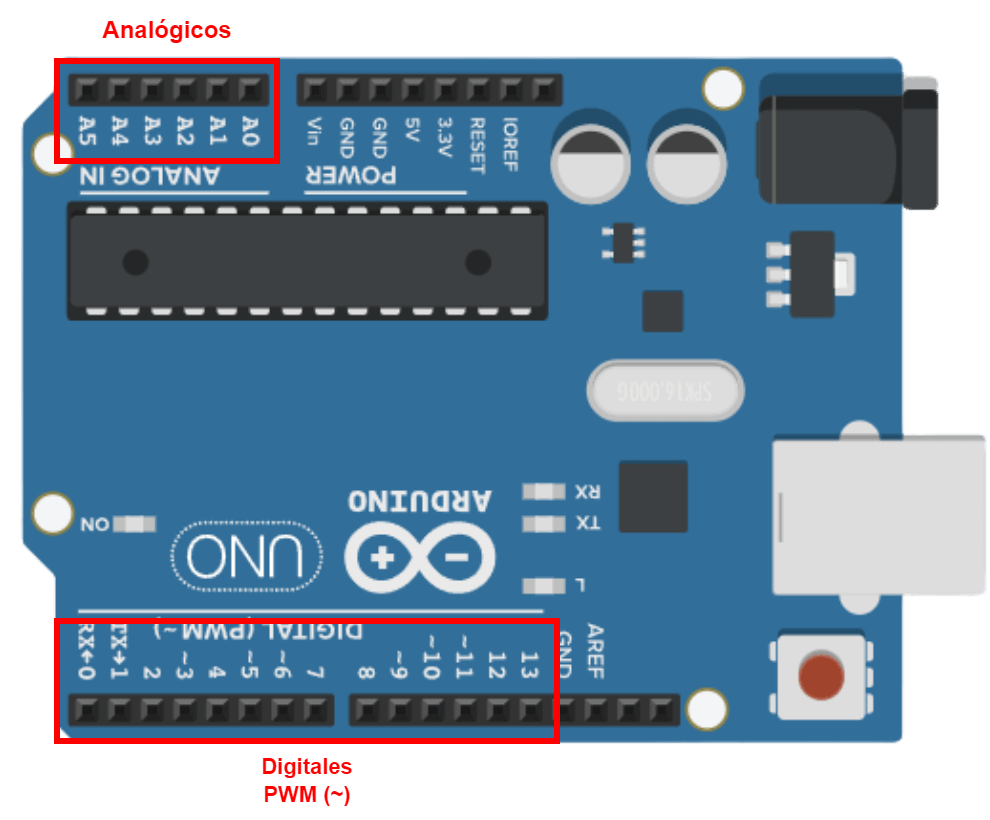 Analógicos
A5 A4 A3 A2 A1 A0
Vin GND GND 5V 3.3V RESET IOREF
ANALOG IN
POWER
SPK16.000G
ARDUINO
RX
TX
ON
UNO
L
DIGITAL (PWM ~)
RX←0 TX→1 2 ~3 4 ~5 ~6 7 8 ~9 ~10 ~11 12 13 GND AREF
Digitales
PWM (~)